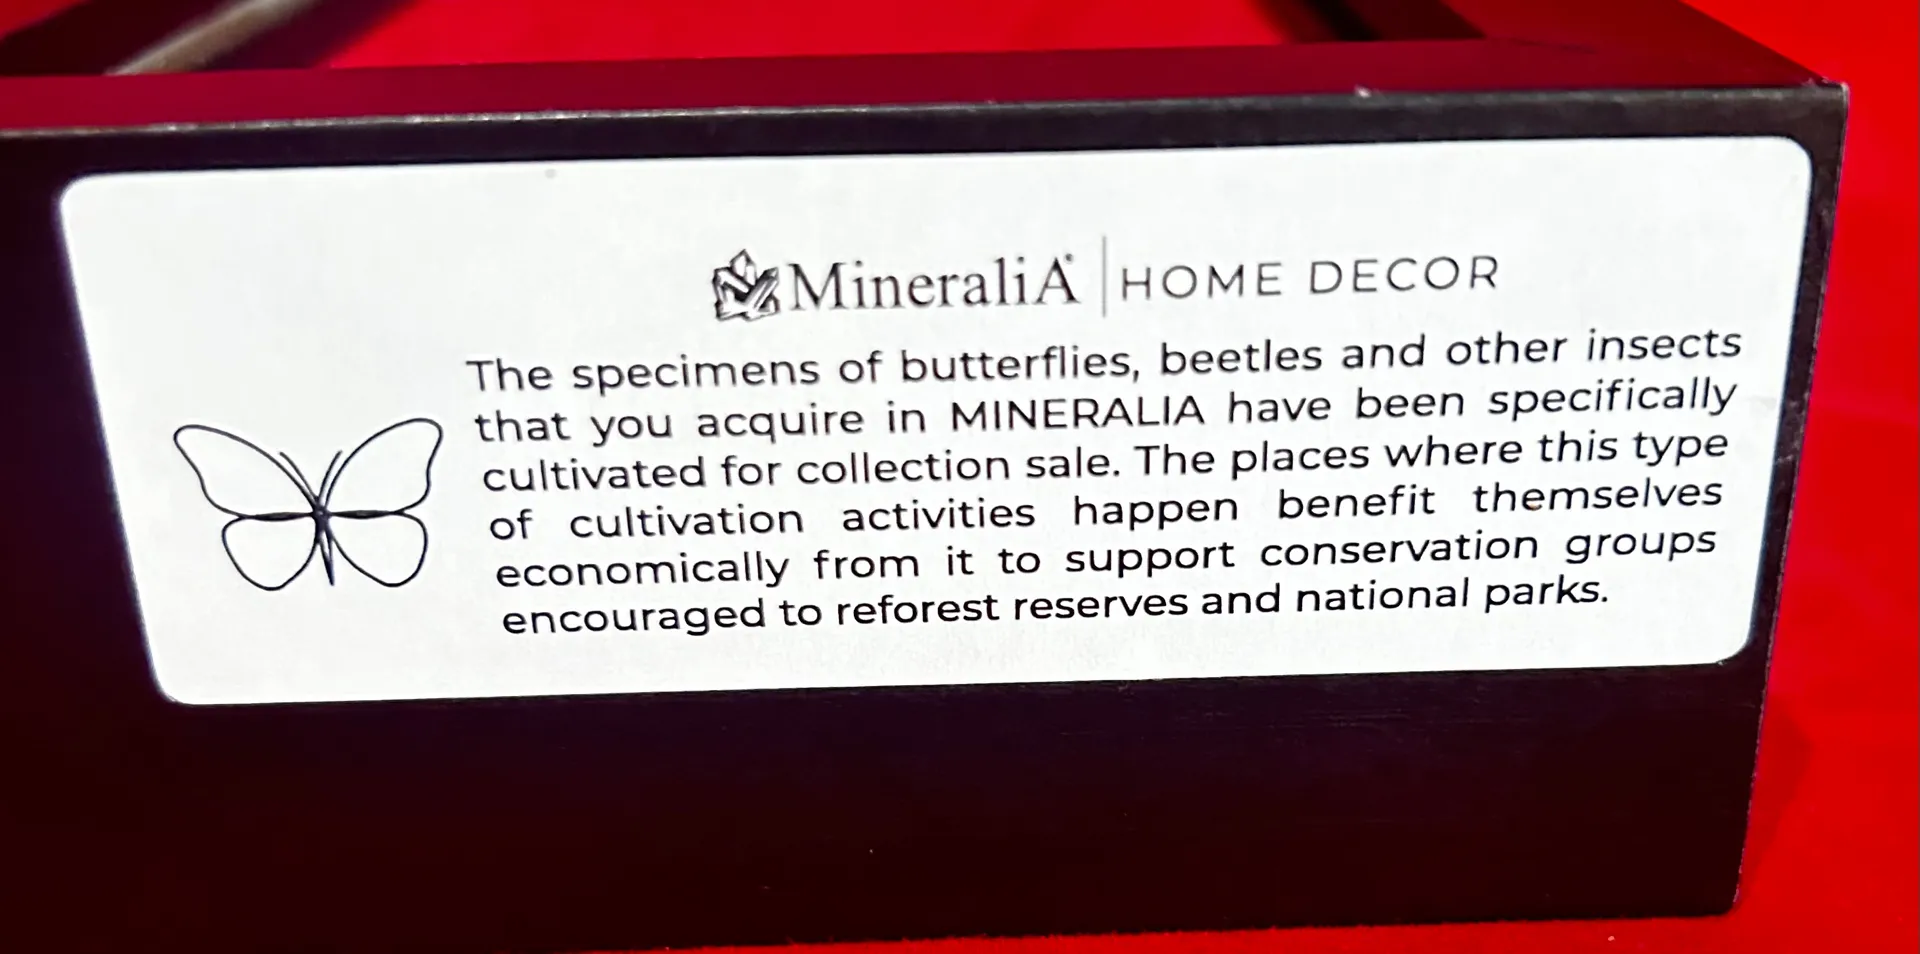 MineraliA | HOME DECOR
The specimens of butterflies, beetles and other insects
that you acquire in MINERALIA have been specifically
cultivated for collection sale. The places where this type
of cultivation activities happen benefit themselves
economically from it to support conservation groups
encouraged to reforest reserves and national parks.